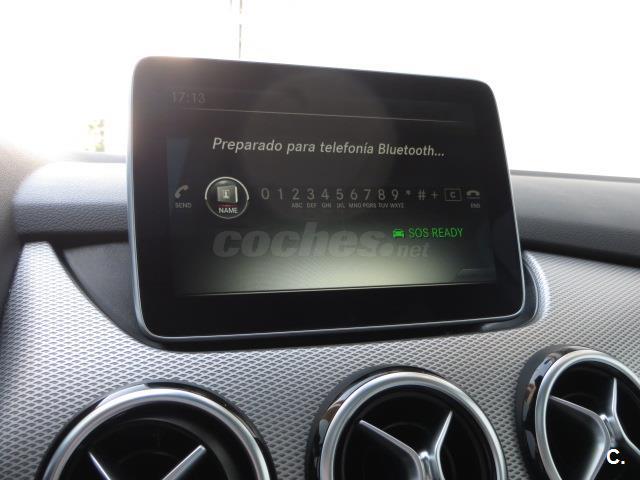 17:13
Preparado para telefonía Bluetooth...
SEND NAME 0 1 2 3 4 5 6 7 8 9 * # + C END
ABC DEF GHI JKL MNO PQRS TUV WXYZ
SOS READY
coches.net
C.